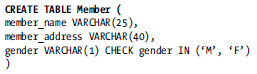 CREATE TABLE Member (
member_name VARCHAR(25),
member_address VARCHAR(40),
gender VARCHAR(1) CHECK gender IN (‘M’, ‘F’)
)